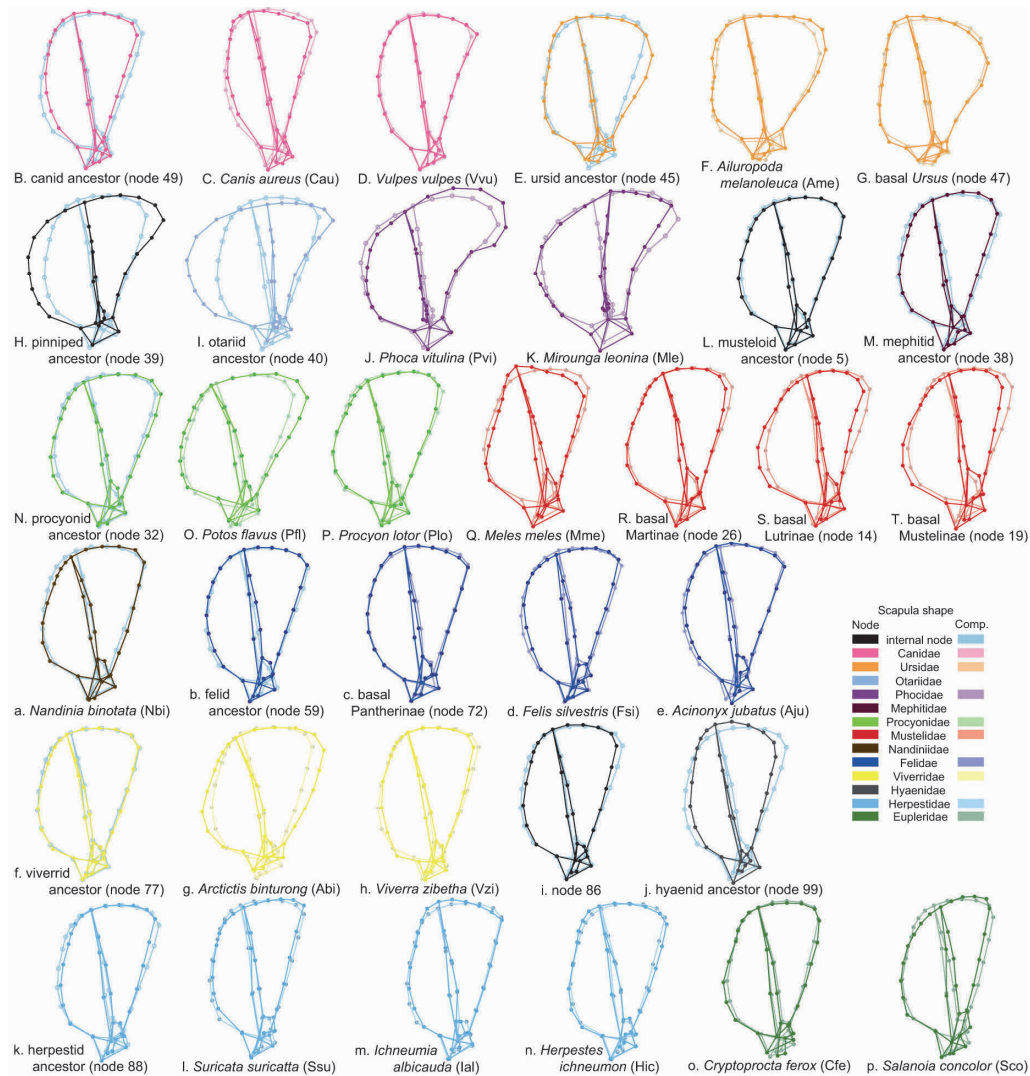 B. canid ancestor (node 49)
C. Canis aureus (Cau)
D. Vulpes vulpes (Vvu)
E. ursid ancestor (node 45)
F. Ailuropoda
melanoleuca (Ame)
G. basal Ursus (node 47)
H. pinniped
ancestor (node 39)
I. otariid
ancestor (node 40)
J. Phoca vitulina (Pvi)
K. Mirounga leonina (Mle)
L. musteloid
ancestor (node 5)
M. mephitid
ancestor (node 38)
N. procyonid
ancestor (node 32)
O. Potos flavus (Pfl)
P. Procyon lotor (Plo)
Q. Meles meles (Mme)
R. basal
Martinae (node 26)
S. basal
Lutrinae (node 14)
T. basal
Mustelinae (node 19)
a. Nandinia binotata (Nbi)
b. felid
ancestor (node 59)
c. basal
Pantherinae (node 72)
d. Felis silvestris (Fsi)
e. Acinonyx jubatus (Aju)
Scapula shape
Node Comp.
internal node
Canidae
Ursidae
Otariidae
Phocidae
Mephitidae
Procyonidae
Mustelidae
Nandiniidae
Felidae
Viverridae
Hyaenidae
Herpestidae
Eupleridae
f. viverrid
ancestor (node 77)
g. Arctictis binturong (Abi)
h. Viverra zibetha (Vzi)
i. node 86
j. hyaenid ancestor (node 99)
k. herpestid
ancestor (node 88)
l. Suricata suricatta (Ssu)
m. Ichneumia
albicauda (Ial)
n. Herpestes
ichneumon (Hic)
o. Cryptoprocta ferox (Cfe)
p. Salanoia concolor (Sco)